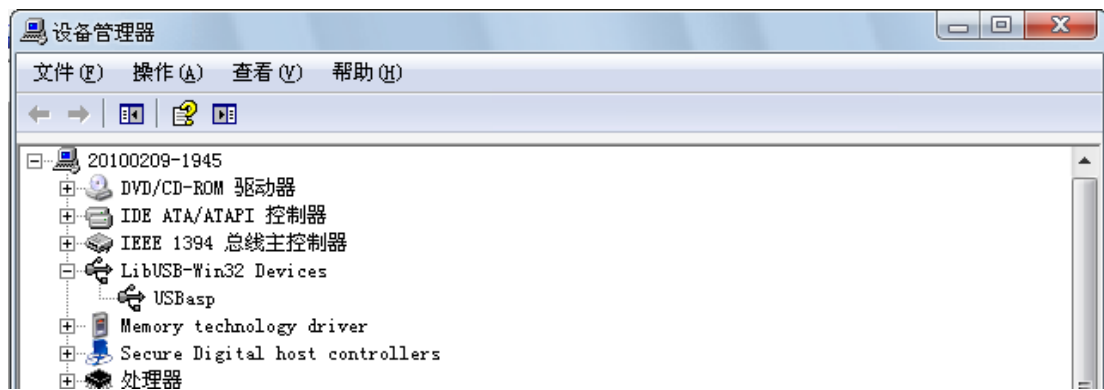 设备管理器
文件(F) 操作(A) 查看(V) 帮助(H)
20100209-1945
DVD/CD-ROM 驱动器
IDE ATA/ATAPI 控制器
IEEE 1394 总线主控制器
LibUSB-Win32 Devices
USBasp
Memory technology driver
Secure Digital host controllers
处理器